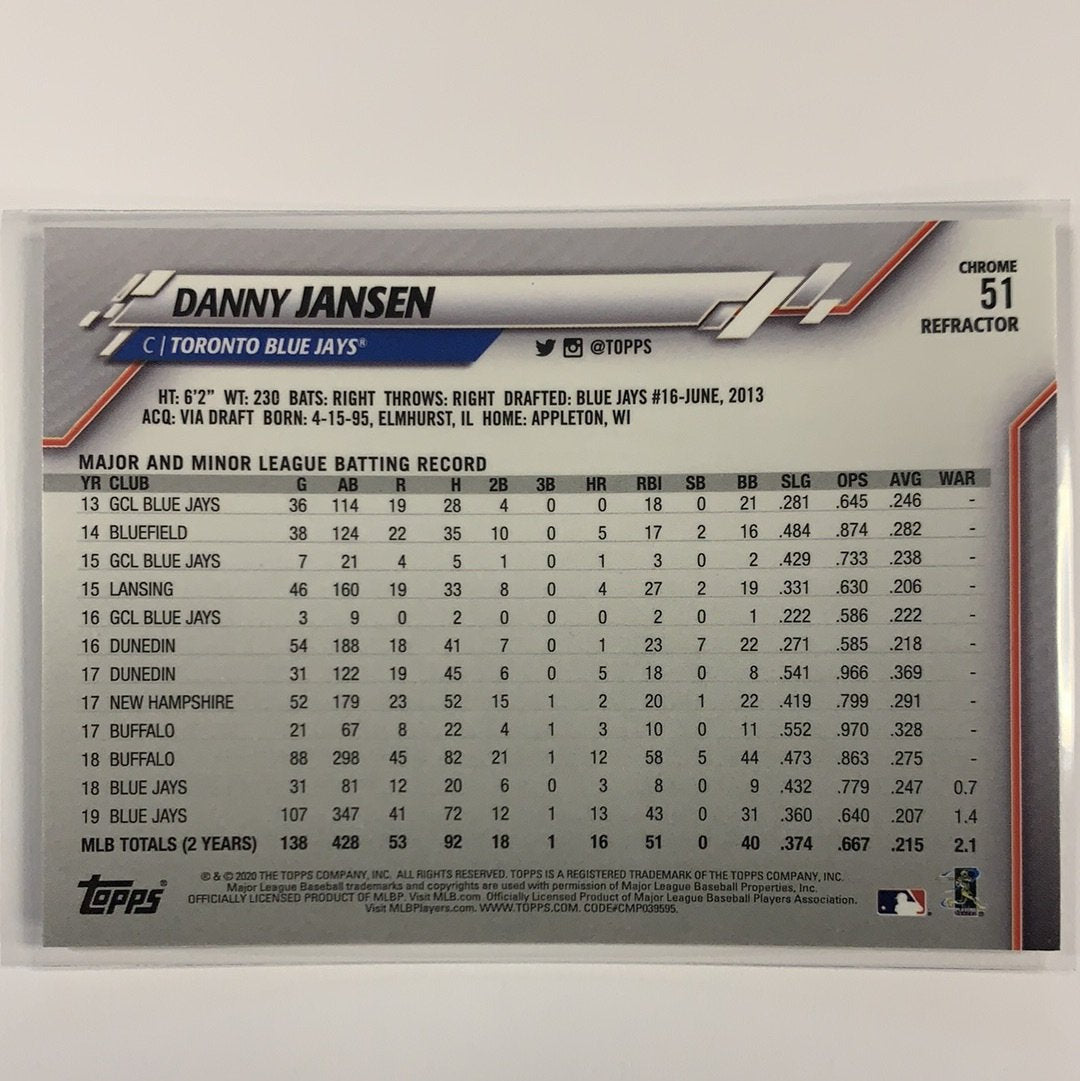 CHROME
51
REFRACTOR
DANNY JANSEN
C | TORONTO BLUE JAYS® @TOPPS
HT: 6'2" WT: 230 BATS: RIGHT THROWS: RIGHT DRAFTED: BLUE JAYS #16-JUNE, 2013
ACQ: VIA DRAFT BORN: 4-15-95, ELMHURST, IL HOME: APPLETON, WI
MAJOR AND MINOR LEAGUE BATTING RECORD
YR CLUB G AB R H 2B 3B HR RBI SB BB SLG OPS AVG WAR
13 GCL BLUE JAYS 36 114 19 28 4 0 0 18 0 21 .281 .645 .246 -
14 BLUEFIELD 38 124 22 35 10 0 5 17 2 16 .484 .874 .282 -
15 GCL BLUE JAYS 7 21 4 5 1 0 1 3 0 2 .429 .733 .238 -
15 LANSING 46 160 19 33 8 0 4 27 2 19 .331 .630 .206 -
16 GCL BLUE JAYS 3 9 0 2 0 0 0 2 0 1 .222 .586 .222 -
16 DUNEDIN 54 188 18 41 7 0 1 23 7 22 .271 .585 .218 -
17 DUNEDIN 31 122 19 45 6 0 5 18 0 8 .541 .966 .369 -
17 NEW HAMPSHIRE 52 179 23 52 15 1 2 20 1 22 .419 .799 .291 -
17 BUFFALO 21 67 8 22 4 1 3 10 0 11 .552 .970 .328 -
18 BUFFALO 88 298 45 82 21 1 12 58 5 44 .473 .863 .275 -
18 BLUE JAYS 31 81 12 20 6 0 3 8 0 9 .432 .779 .247 0.7
19 BLUE JAYS 107 347 41 72 12 1 13 43 0 31 .360 .640 .207 1.4
MLB TOTALS (2 YEARS) 138 428 53 92 18 1 16 51 0 40 .374 .667 .215 2.1
Topps®
® & © 2020 THE TOPPS COMPANY, INC. ALL RIGHTS RESERVED. TOPPS IS A REGISTERED TRADEMARK OF THE TOPPS COMPANY, INC.
Major League Baseball trademarks and copyrights are used with permission of Major League Baseball Properties, Inc.
OFFICIALLY LICENSED PRODUCT OF MLBP. Visit MLB.com. Officially Licensed Product of Major League Baseball Players Association.
Visit MLBPlayers.com. WWW.TOPPS.COM. CODE#CMP039595.